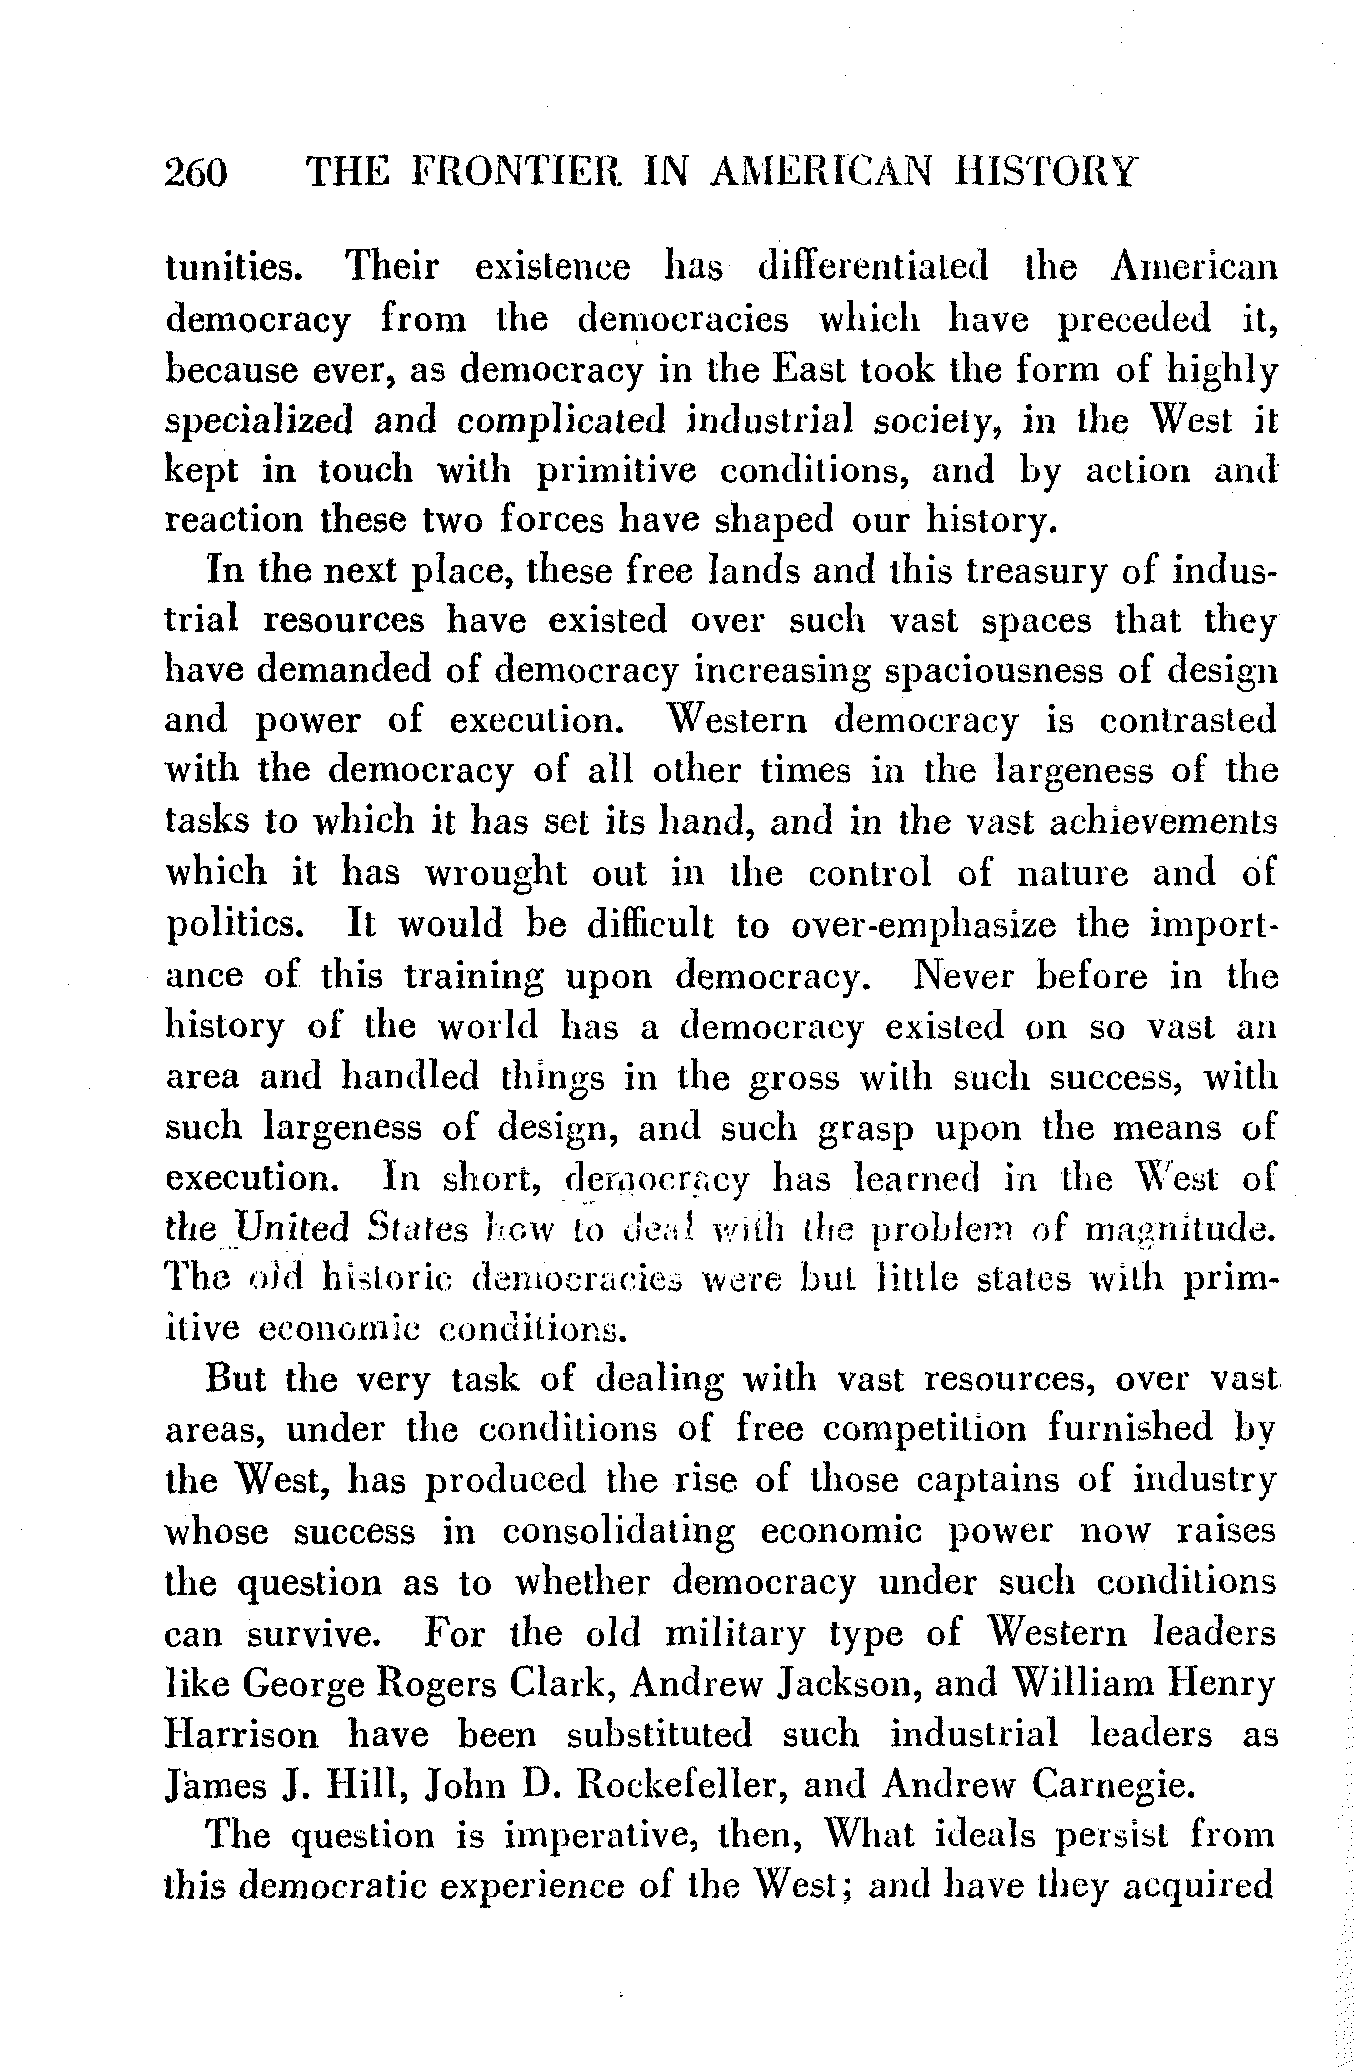 260 THE FRONTIER IN AMERICAN HISTORY
tunities. Their existence has differentiated the American
democracy from the democracies which have preceded it,
because ever, as democracy in the East took the form of highly
specialized and complicated industrial society, in the West it
kept in touch with primitive conditions, and by action and
reaction these two forces have shaped our history.
In the next place, these free lands and this treasury of indus-
trial resources have existed over such vast spaces that they
have demanded of democracy increasing spaciousness of design
and power of execution. Western democracy is contrasted
with the democracy of all other times in the largeness of the
tasks to which it has set its hand, and in the vast achievements
which it has wrought out in the control of nature and of
politics. It would be difficult to over-emphasize the import-
ance of this training upon democracy. Never before in the
history of the world has a democracy existed on so vast an
area and handled things in the gross with such success, with
such largeness of design, and such grasp upon the means of
execution. In short, democracy has learned in the West of
the United States how to deal with the problem of magnitude.
The old historic democracies were but little states with prim-
itive economic conditions.
But the very task of dealing with vast resources, over vast
areas, under the conditions of free competition furnished by
the West, has produced the rise of those captains of industry
whose success in consolidating economic power now raises
the question as to whether democracy under such conditions
can survive. For the old military type of Western leaders
like George Rogers Clark, Andrew Jackson, and William Henry
Harrison have been substituted such industrial leaders as
James J. Hill, John D. Rockefeller, and Andrew Carnegie.
The question is imperative, then, What ideals persist from
this democratic experience of the West; and have they acquired